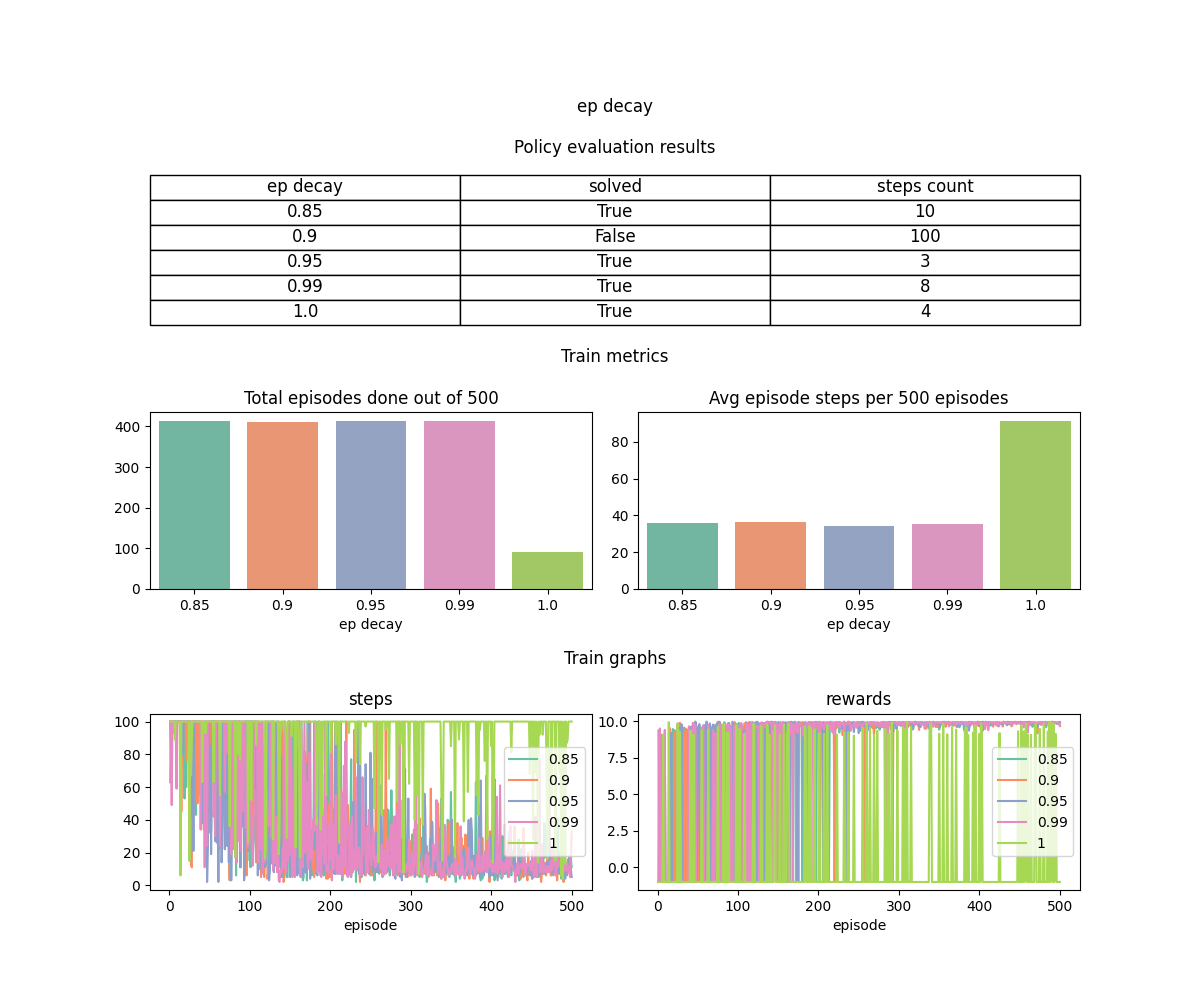 ep decay
Policy evaluation results
ep decay solved steps count
0.85 True 10
0.9 False 100
0.95 True 3
0.99 True 8
1.0 True 4
Train metrics
Total episodes done out of 500
400
300
200
100
0
0.85 0.9 0.95 0.99 1.0
ep decay
Avg episode steps per 500 episodes
80
60
40
20
0
0.85 0.9 0.95 0.99 1.0
ep decay
Train graphs
steps
100
80
60
40
20
0
0 100 200 300 400 500
episode
0.85
0.9
0.95
0.99
1
rewards
10.0
7.5
5.0
2.5
0.0
0 100 200 300 400 500
episode
0.85
0.9
0.95
0.99
1